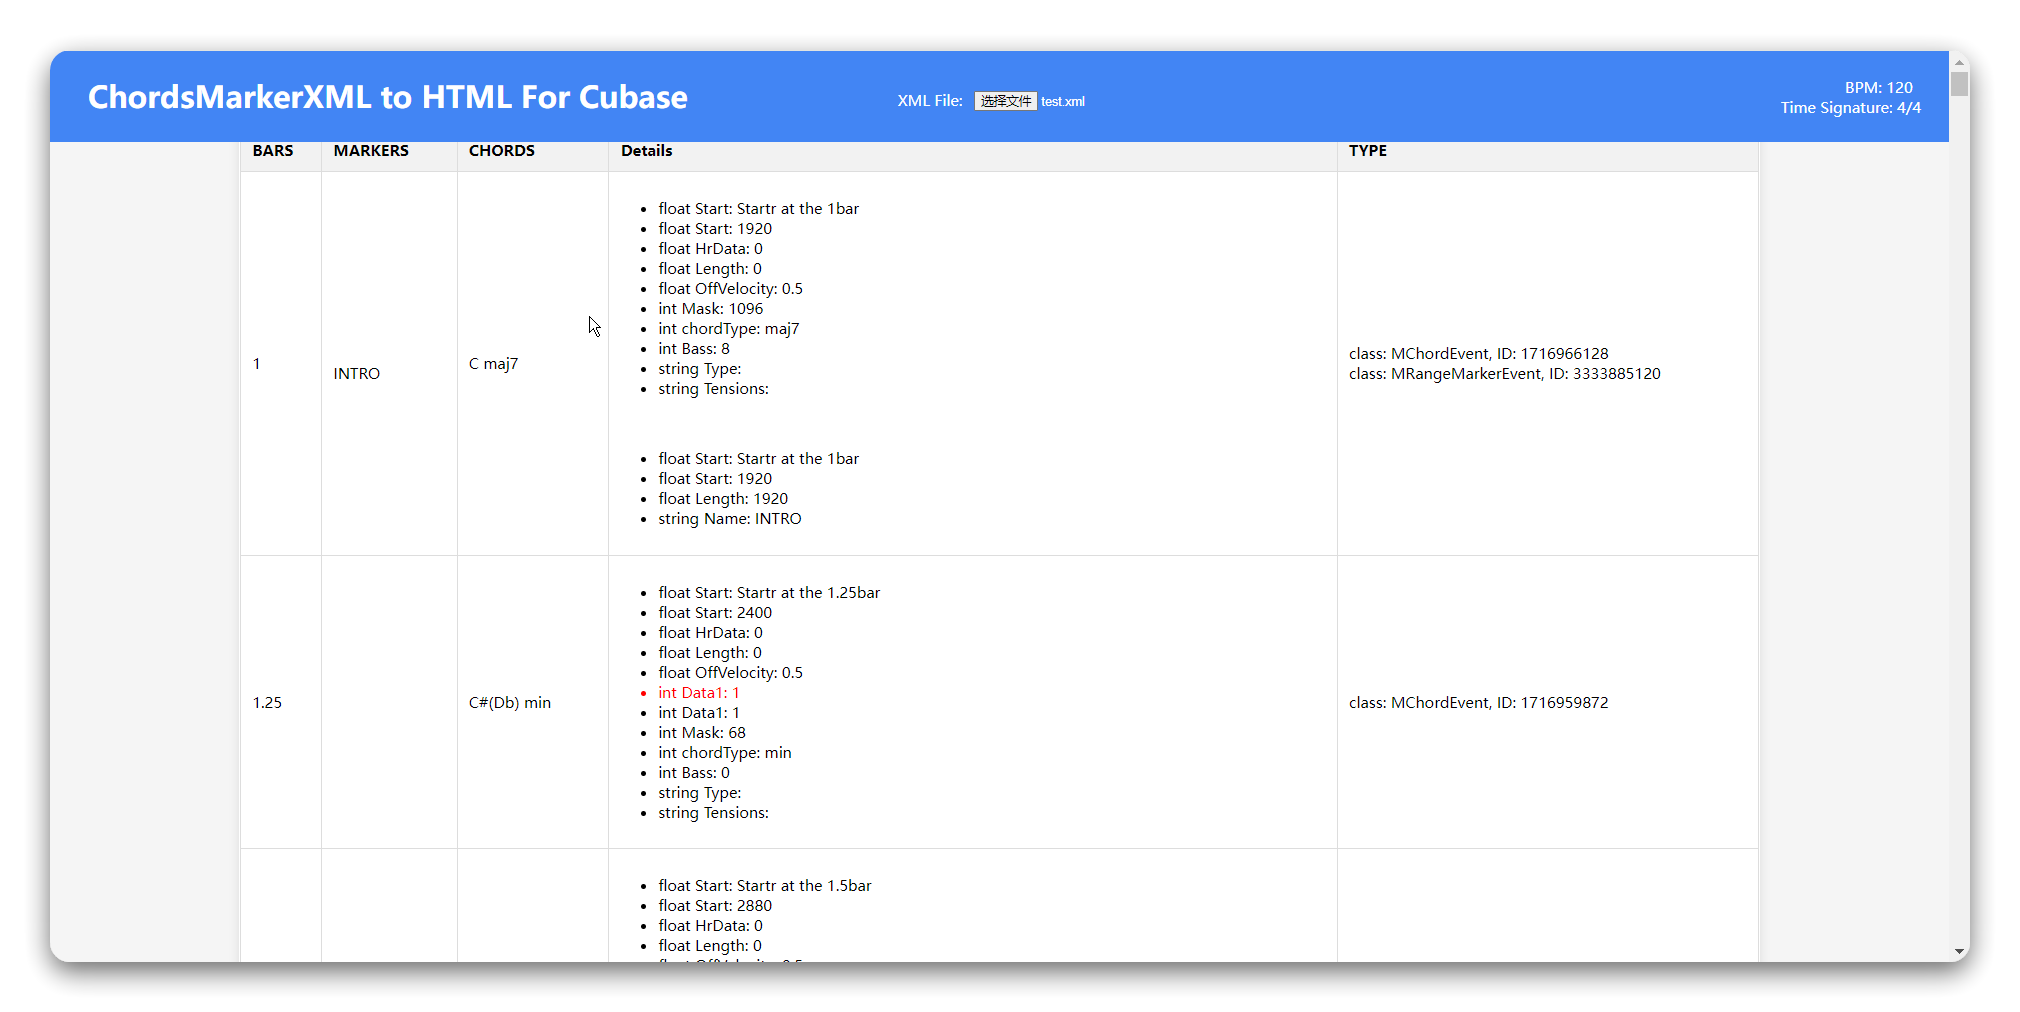 ChordsMarkerXML to HTML For Cubase
XML File: 选择文件 test.xml
BPM: 120
Time Signature: 4/4
BARS MARKERS CHORDS Details TYPE
1
INTRO
C maj7
float Start: Startr at the 1bar
float Start: 1920
float HrData: 0
float Length: 0
float OffVelocity: 0.5
int Mask: 1096
int chordType: maj7
int Bass: 8
string Type:
string Tensions:
float Start: Startr at the 1bar
float Start: 1920
float Length: 1920
string Name: INTRO
class: MChordEvent, ID: 1716966128
class: MRangeMarkerEvent, ID: 3333885120
1.25
C#(Db) min
float Start: Startr at the 1.25bar
float Start: 2400
float HrData: 0
float Length: 0
float OffVelocity: 0.5
int Data1: 1
int Data1: 1
int Mask: 68
int chordType: min
int Bass: 0
string Type:
string Tensions:
class: MChordEvent, ID: 1716959872
float Start: Startr at the 1.5bar
float Start: 2880
float HrData: 0
float Length: 0